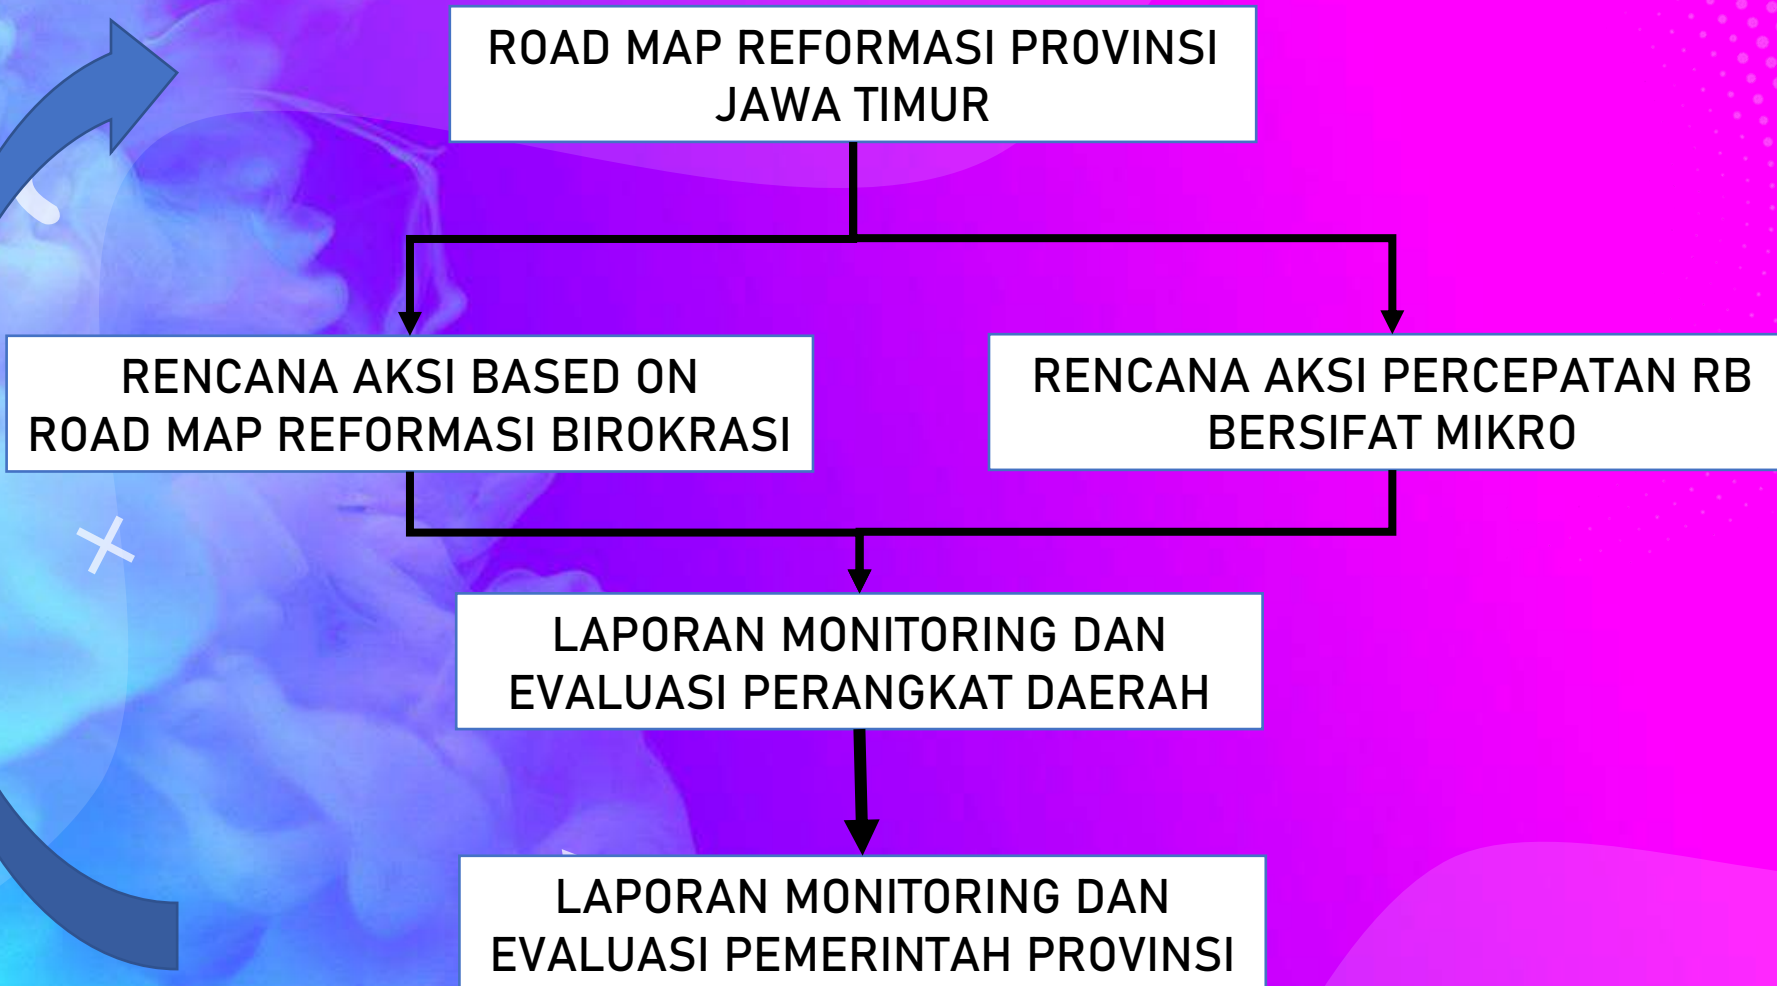 ROAD MAP REFORMASI PROVINSI
JAWA TIMUR
RENCANA AKSI BASED ON
ROAD MAP REFORMASI BIROKRASI
RENCANA AKSI PERCEPATAN RB
BERSIFAT MIKRO
LAPORAN MONITORING DAN
EVALUASI PERANGKAT DAERAH
LAPORAN MONITORING DAN
EVALUASI PEMERINTAH PROVINSI